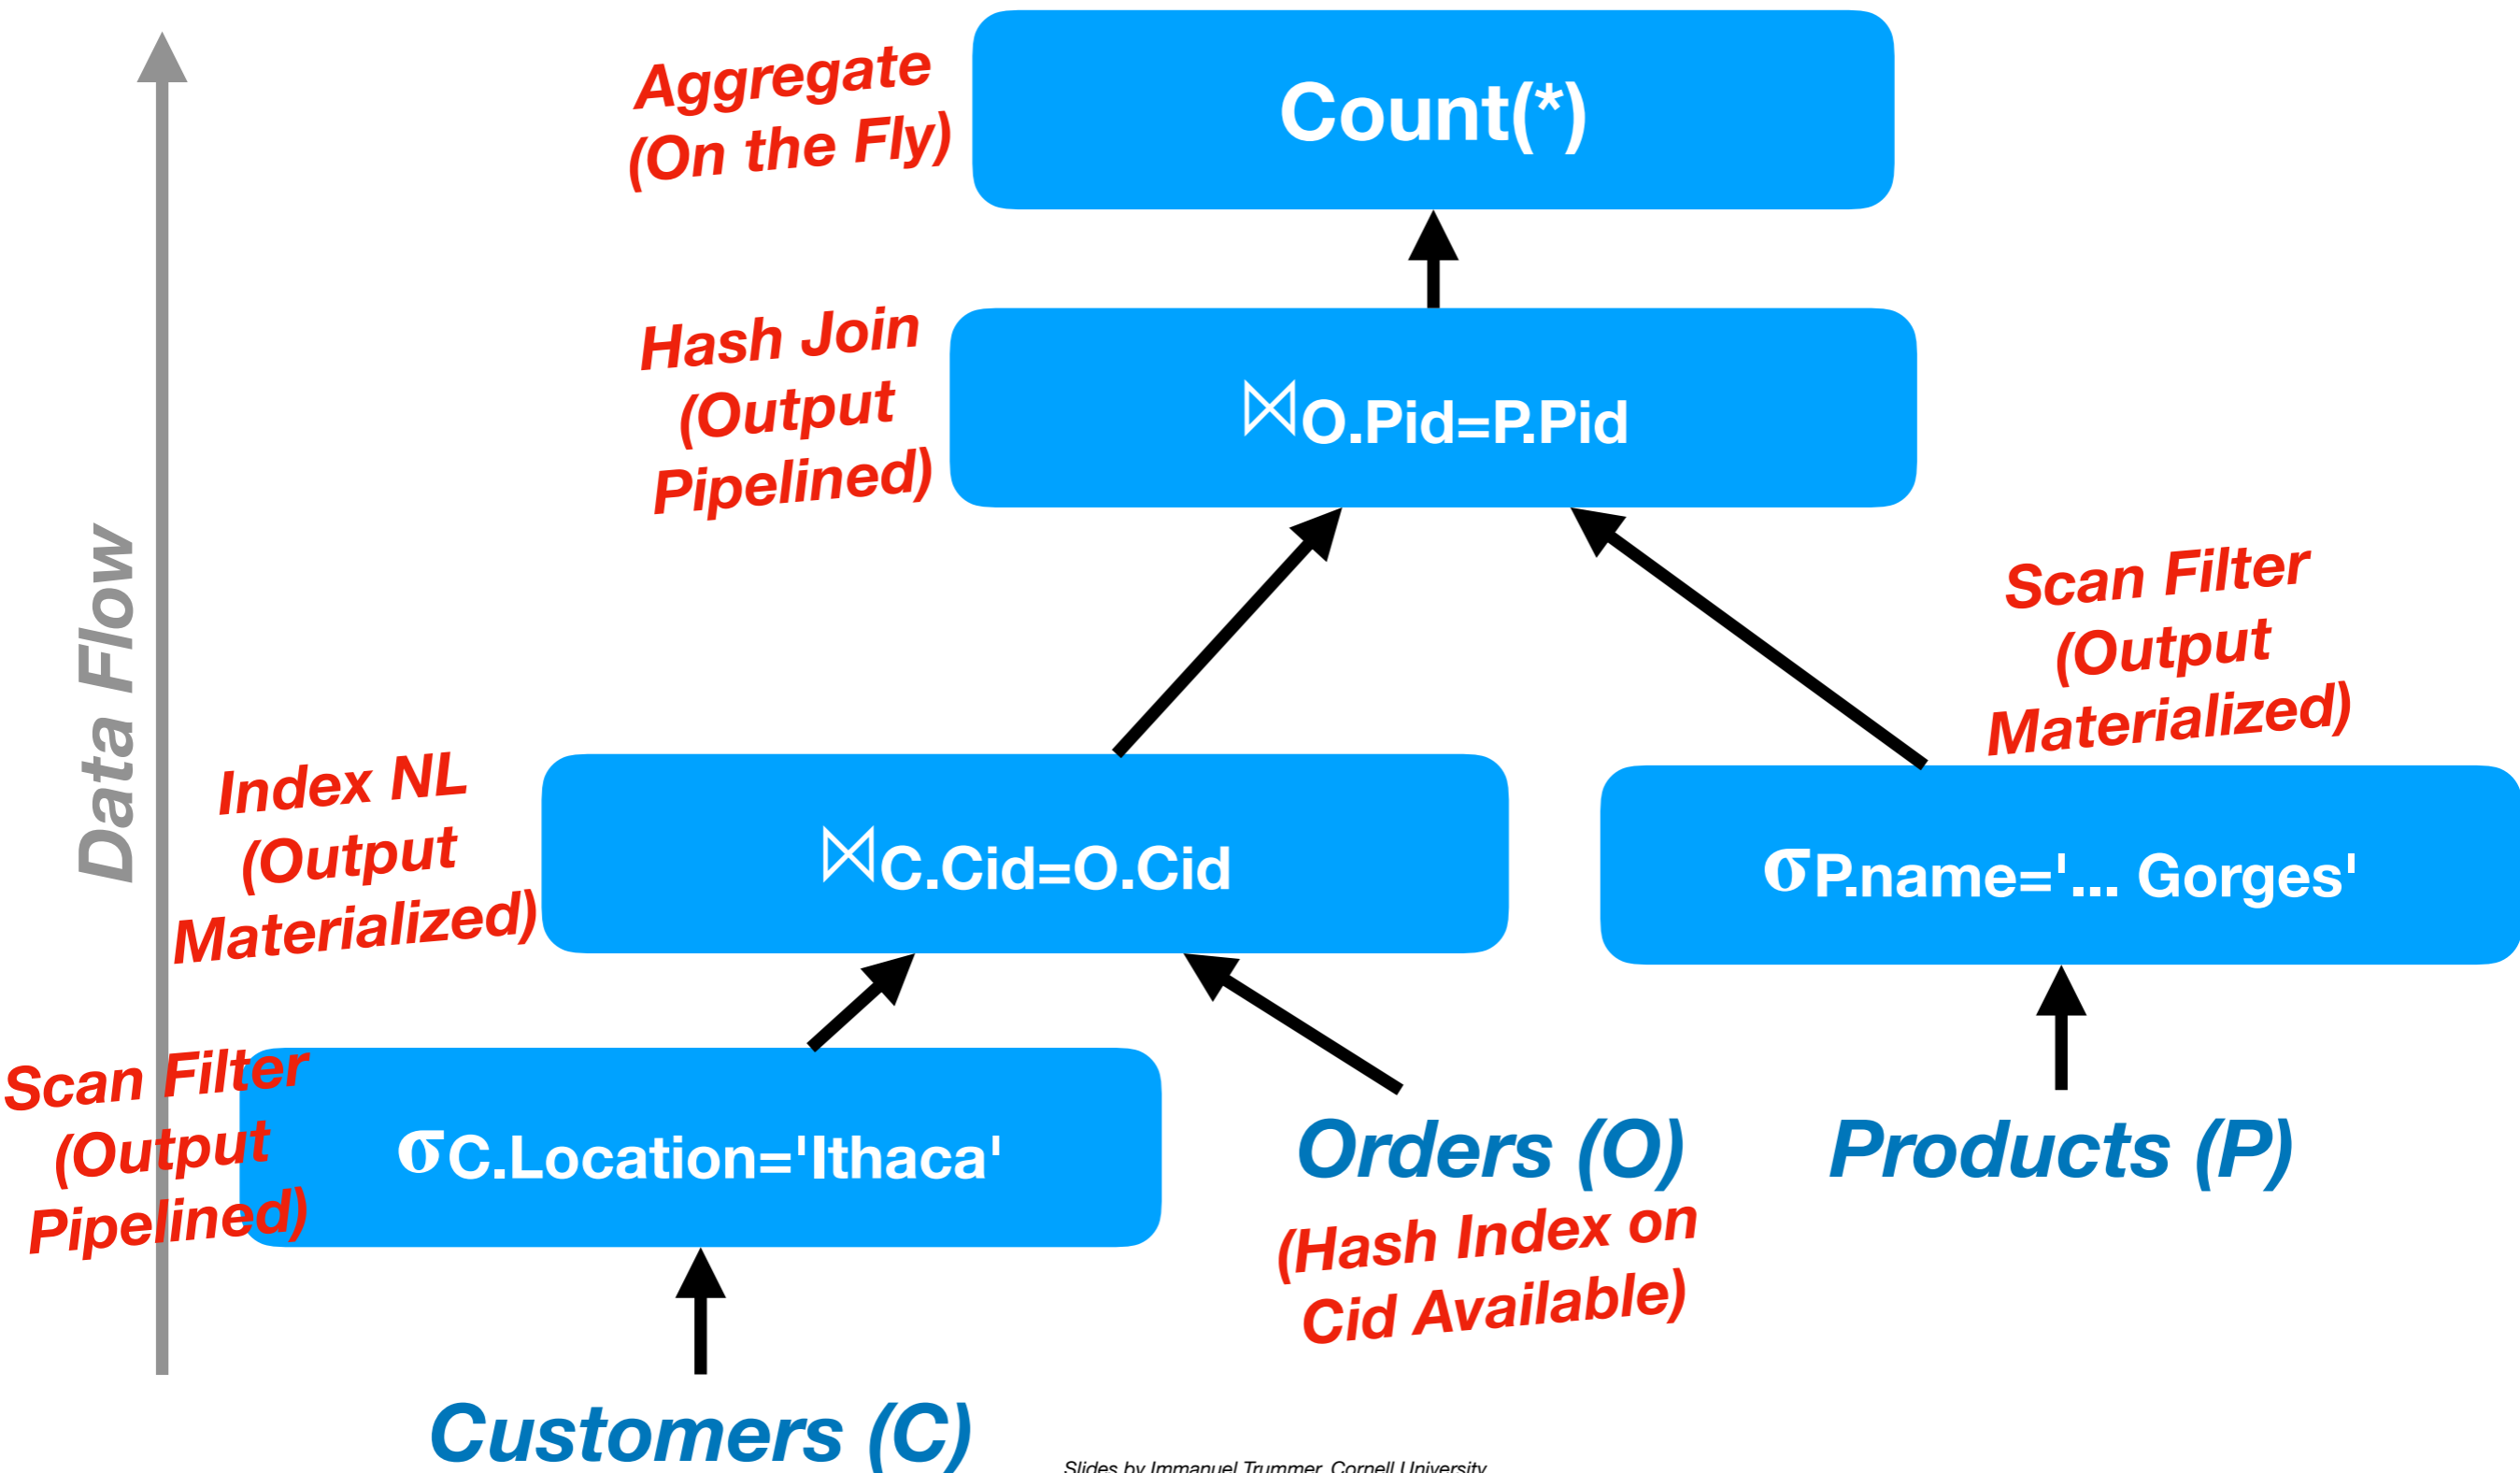 Aggregate
(On the Fly)
Count(*)
Hash Join
(Output
Pipelined)
⋈O.Pid=P.Pid
Data Flow
Scan Filter
(Output
Materialized)
Index NL
(Output
Materialized)
⋈C.Cid=O.Cid
σP.name='... Gorges'
Scan Filter
(Output
Pipelined)
σC.Location='Ithaca'
Orders (O)
(Hash Index on
Cid Available)
Products (P)
Customers (C)
Slides by Immanuel Trummer, Cornell University